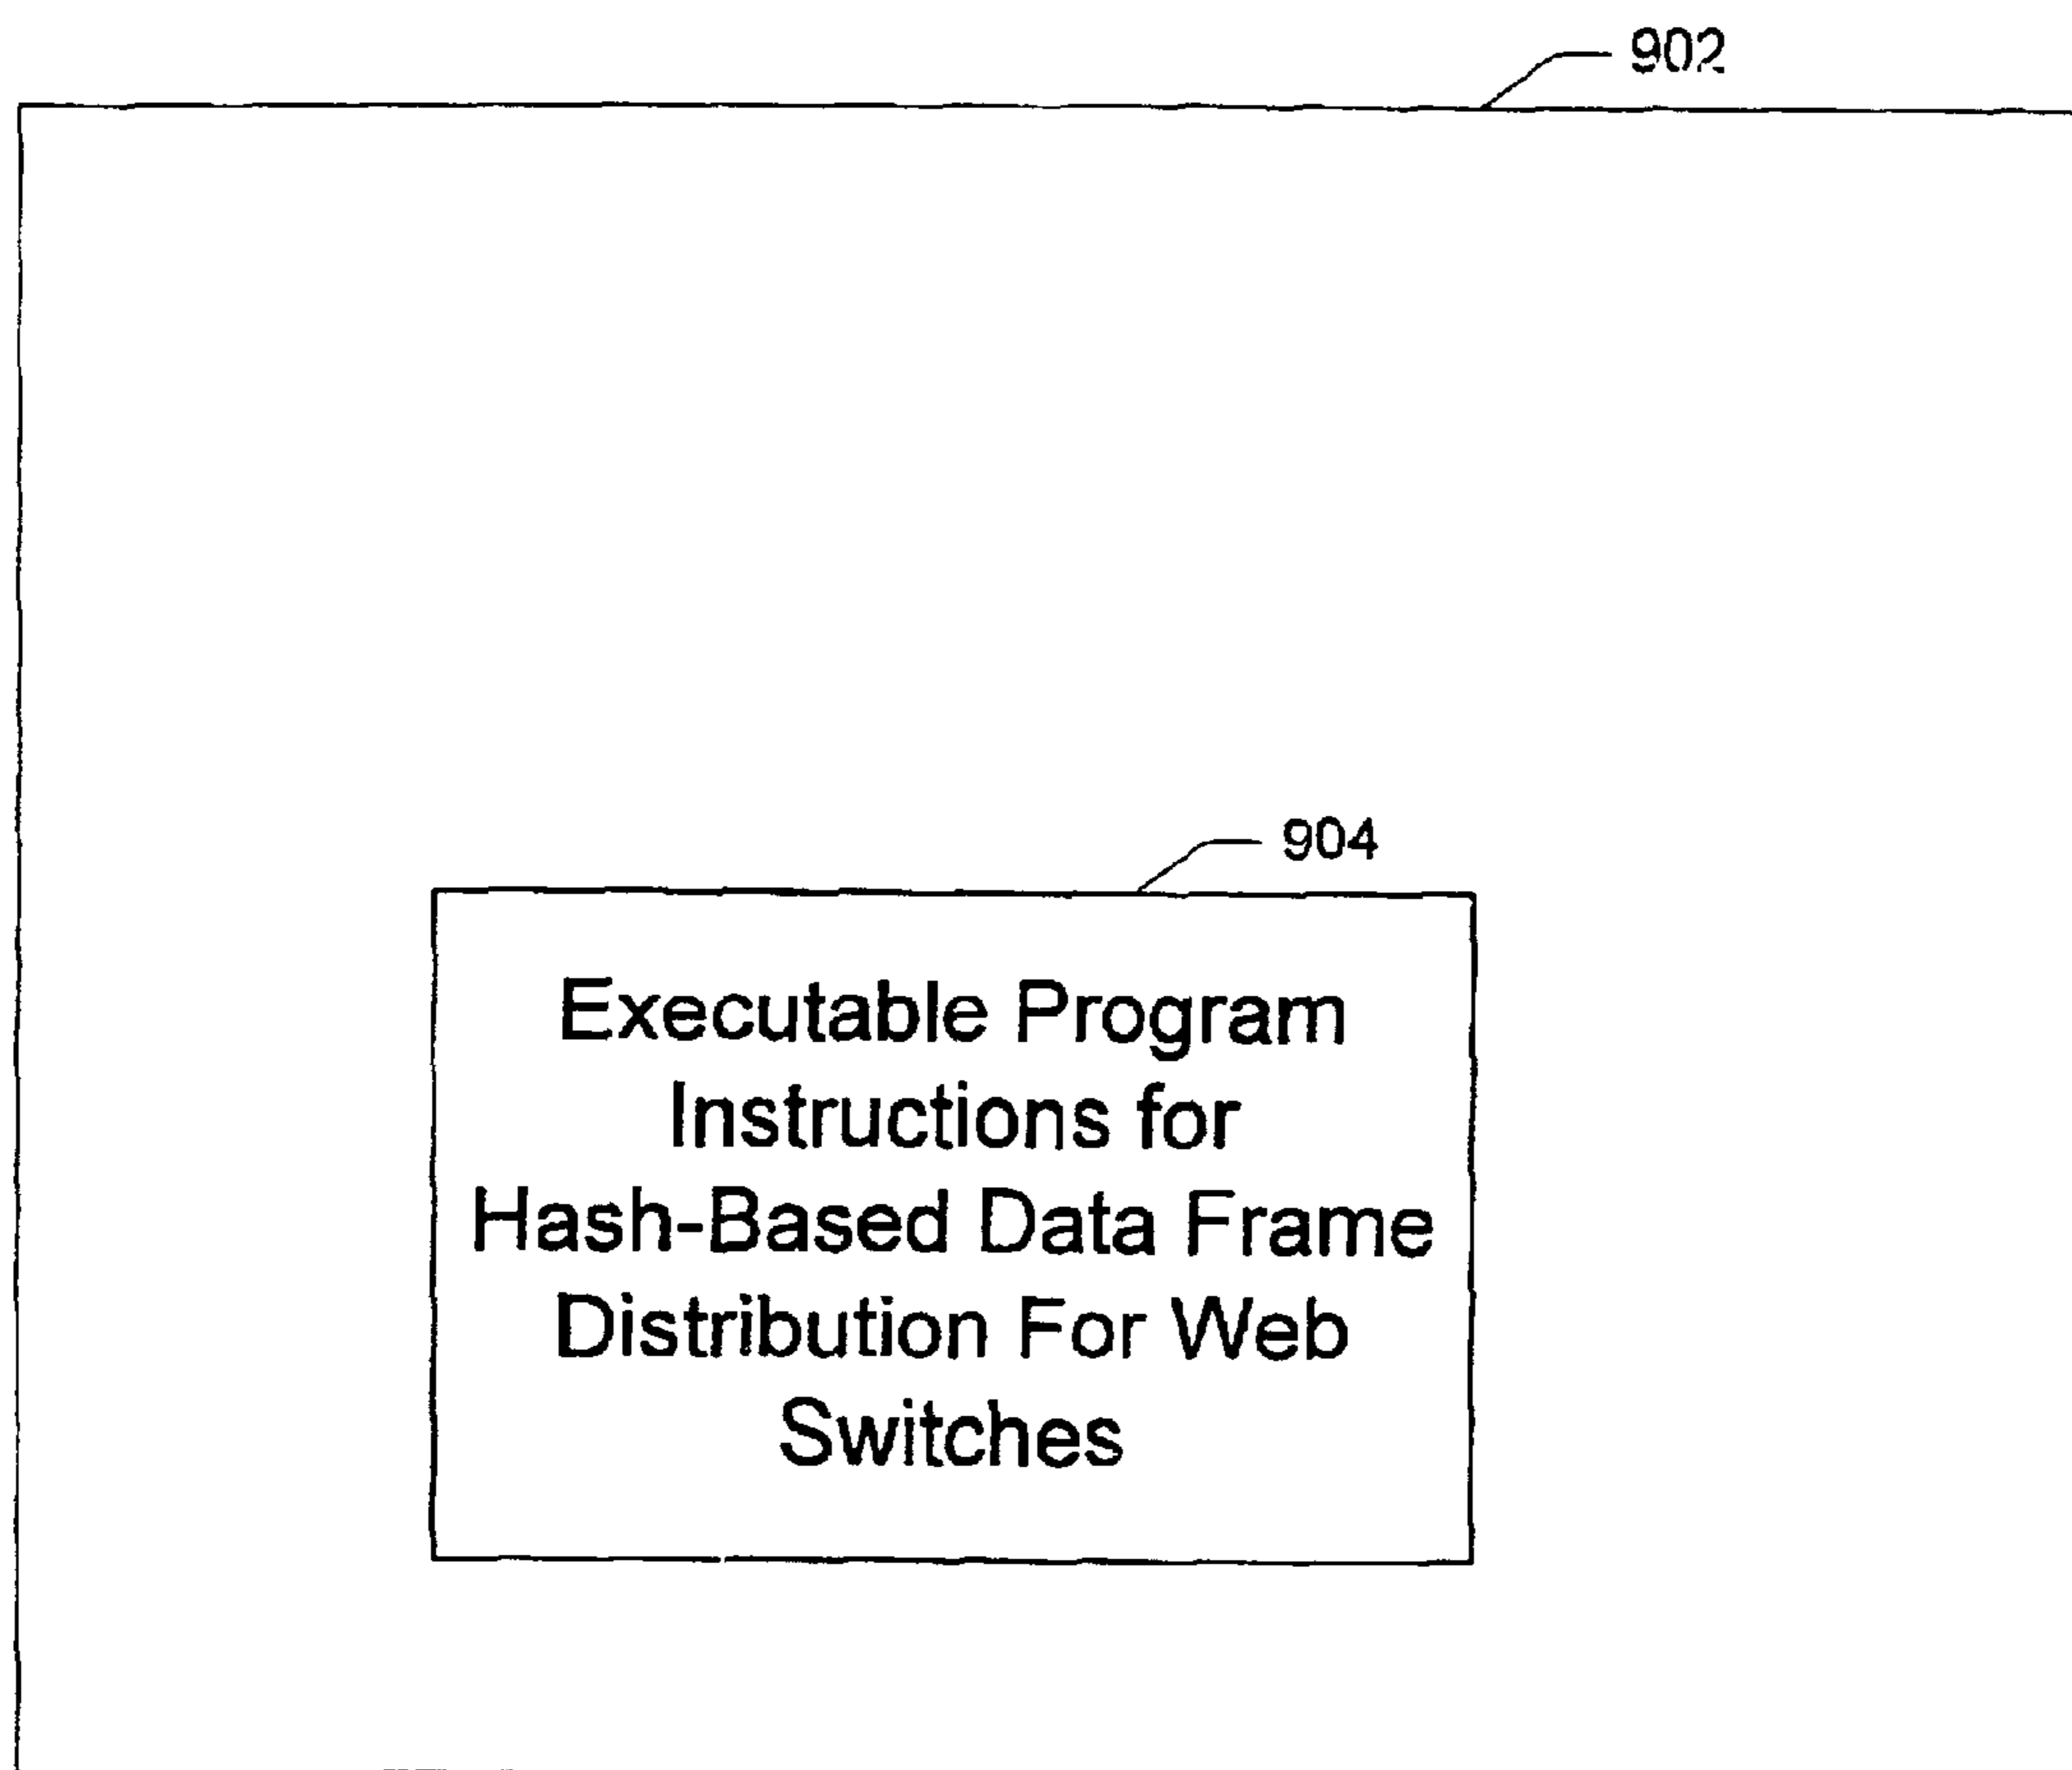 902
904
Executable Program
Instructions for
Hash-Based Data Frame
Distribution For Web
Switches